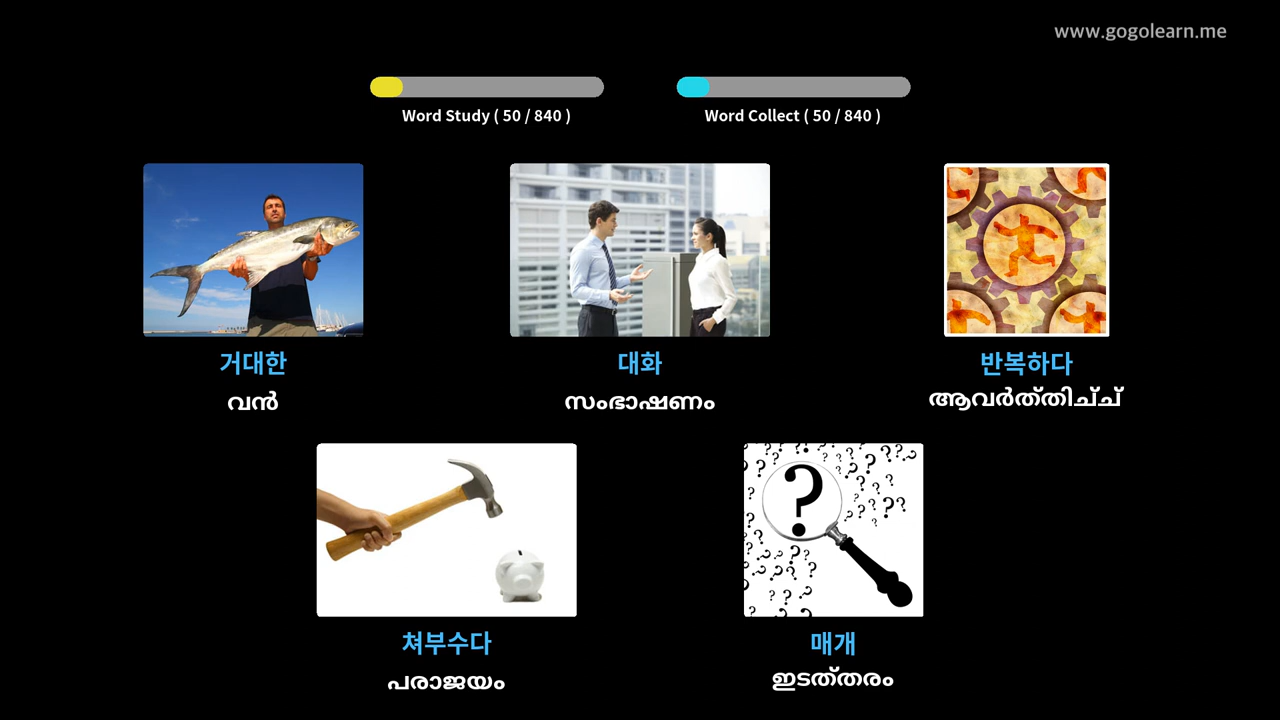 www.gogolearn.me
Word Study ( 50 / 840 )
Word Collect ( 50 / 840 )
거대한
വൻ
대화
സംഭാഷണം
반복하다
ആവർത്തിച്ച്
쳐부수다
പരാജയം
매개
ഇടത്തരം